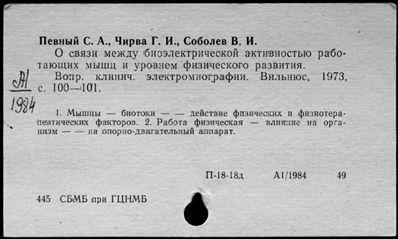 Певный С. А., Чирва Г. И., Соболев В. И.
О связи между биоэлектрической активностью рабо-
тающих мышц и уровнем физического развития.
Вопр. клинич. электромиографии. Вильнюс, 1973,
с. 100—101.
АI
1984
1. Мышцы — биотоки — — действие физических и физиотера-
певтических факторов. 2. Работа физическая — влияние на орга-
низм — — на опорно-двигательный аппарат.
П-18-18д АI/1984 49
445 СБМБ при ГЦНМБ